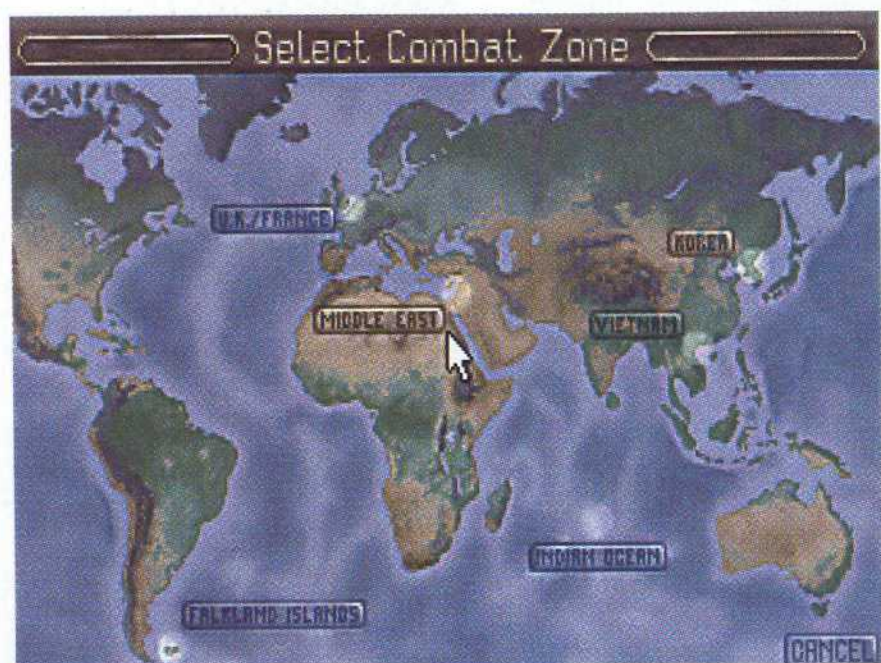 Select Combat Zone
U.K./FRANCE
KOREA
MIDDLE EAST
VIETNAM
INDIAN OCEAN
FALKLAND ISLANDS
CANCEL